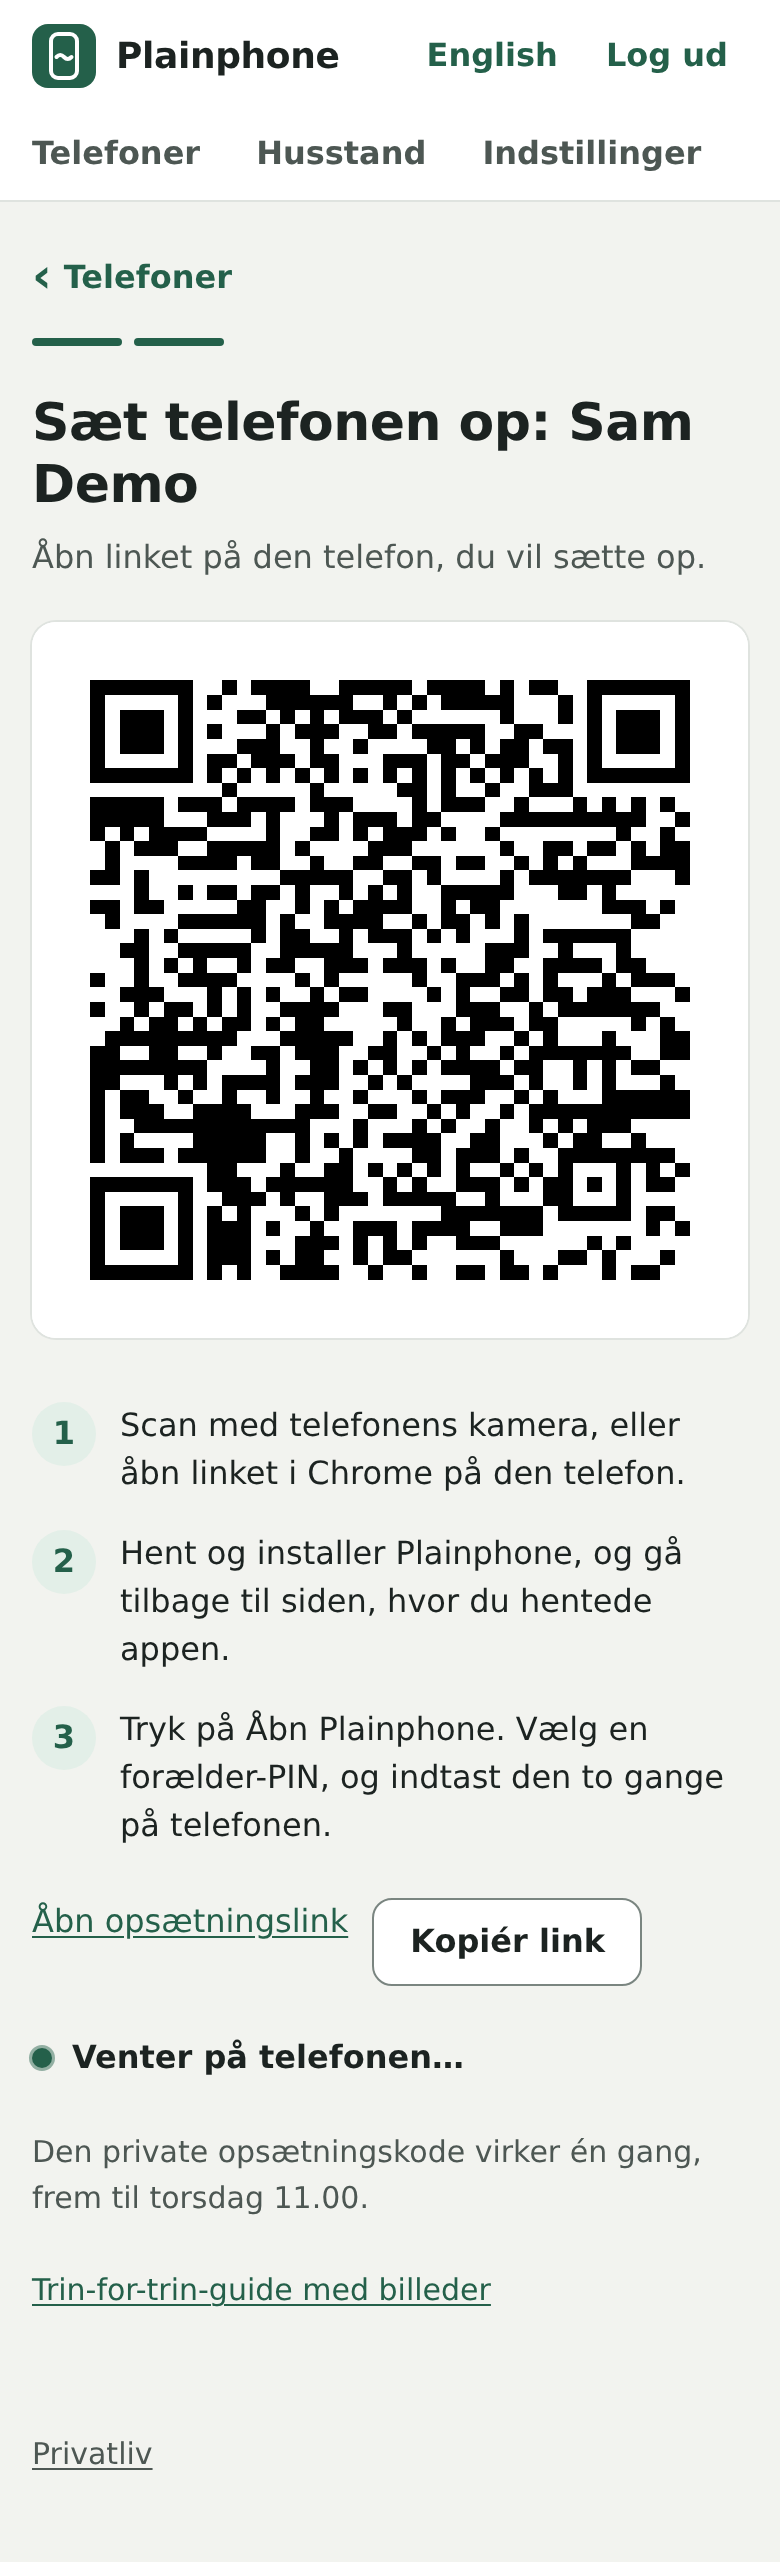 Plainphone
English
Log ud
Telefoner
Husstand
Indstillinger
‹ Telefoner
Sæt telefonen op: Sam
Demo
Åbn linket på den telefon, du vil sætte op.
1
Scan med telefonens kamera, eller
åbn linket i Chrome på den telefon.
2
Hent og installer Plainphone, og gå
tilbage til siden, hvor du hentede
appen.
3
Tryk på Åbn Plainphone. Vælg en
forælder-PIN, og indtast den to gange
på telefonen.
Åbn opsætningslink
Kopiér link
Venter på telefonen…
Den private opsætningskode virker én gang,
frem til torsdag 11.00.
Trin-for-trin-guide med billeder
Privatliv